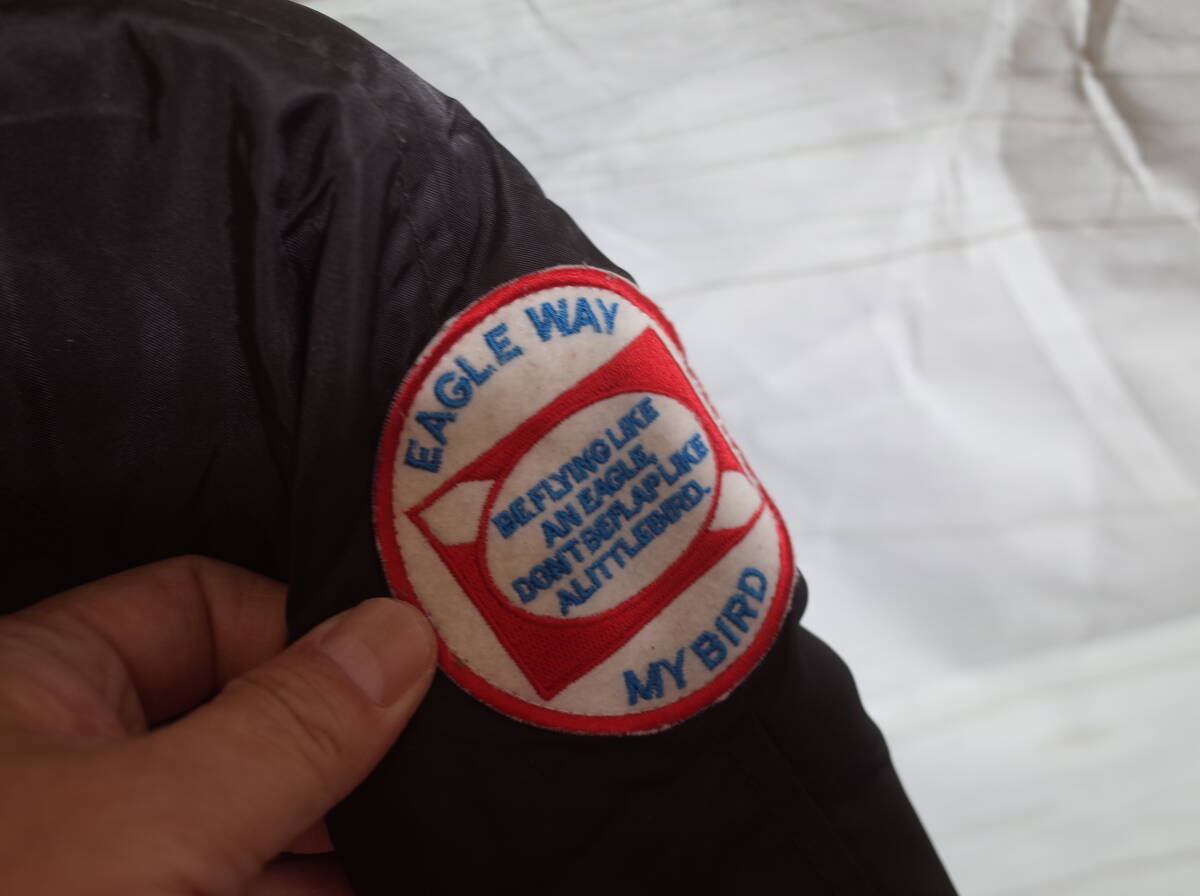 EAGLE WAY
BE FLYING LIKE
AN EAGLE,
DON'T BE FLAP LIKE
A LITTLE BIRD.
MY BIRD